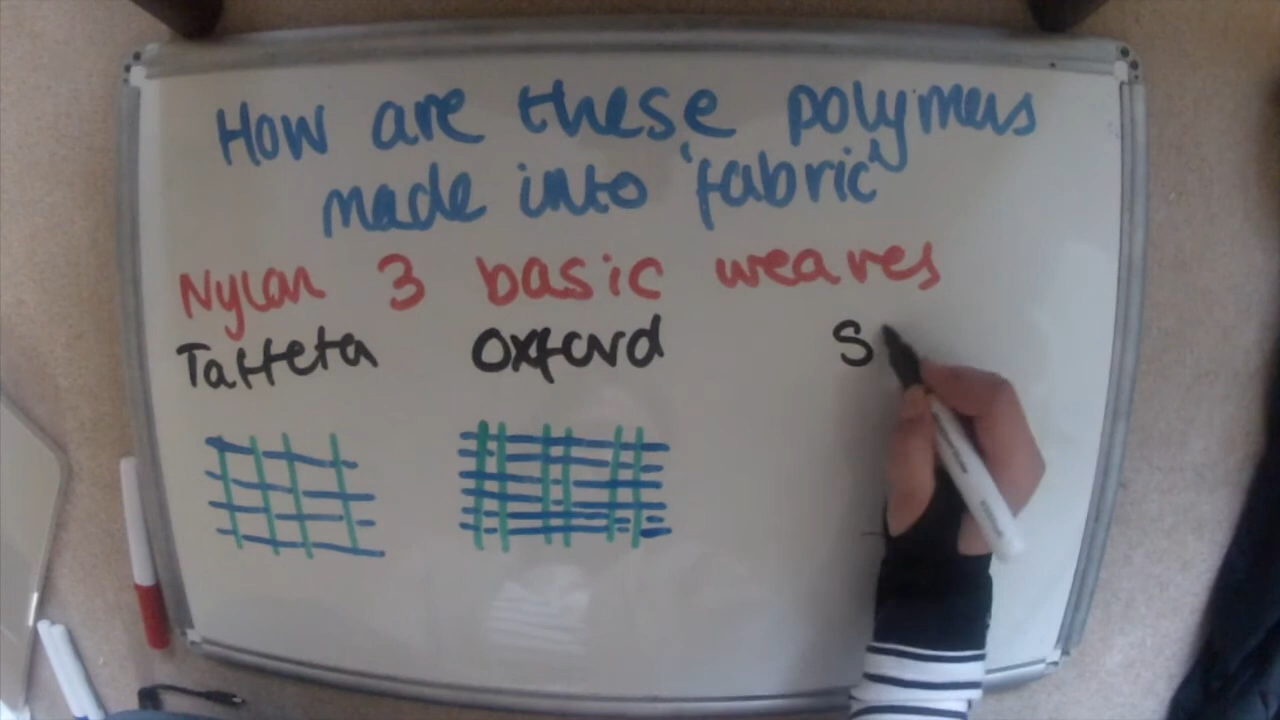 How are these polymers
made into 'fabric'
Nylon 3 basic weaves
Taffeta Oxford S